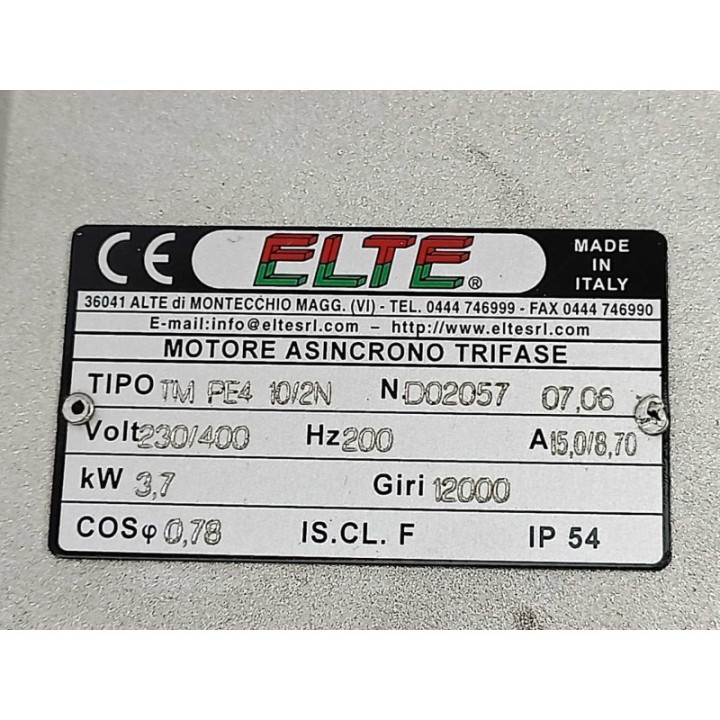 CE ELTE ® MADE IN ITALY
36041 ALTE di MONTECCHIO MAGG. (VI) - TEL. 0444 746999 - FAX 0444 746990
E-mail:info@eltesrl.com – http://www.eltesrl.com
MOTORE ASINCRONO TRIFASE
TIPO TM PE4 10/2N N. D02057 07,06
Volt 230/400 Hz 200 A 15,0/8,70
kW 3,7 Giri 12000
COSφ 0,78 IS.CL. F IP 54